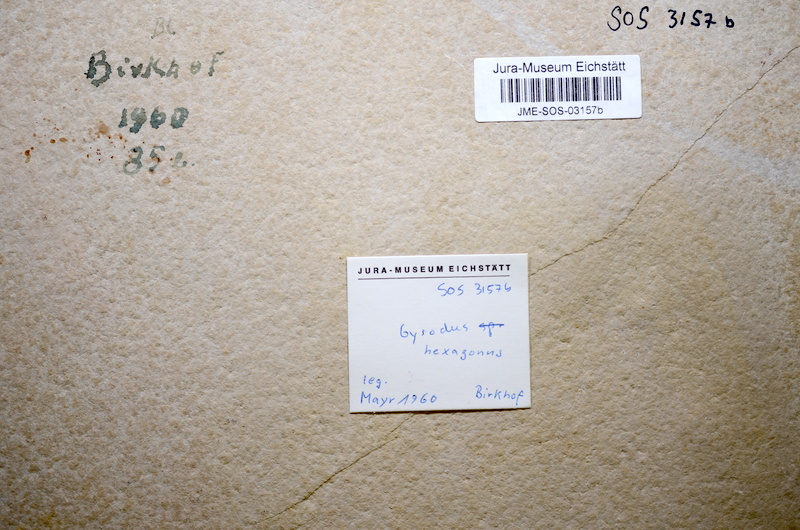 SOS 3157b
BL
Birkhof
1960
Jura-Museum Eichstätt
JME-SOS-03157b
JURA-MUSEUM EICHSTÄTT
SOS 3157b
Gyrodus sp.
hexagonus
leg.
Mayr 1960 Birkhof